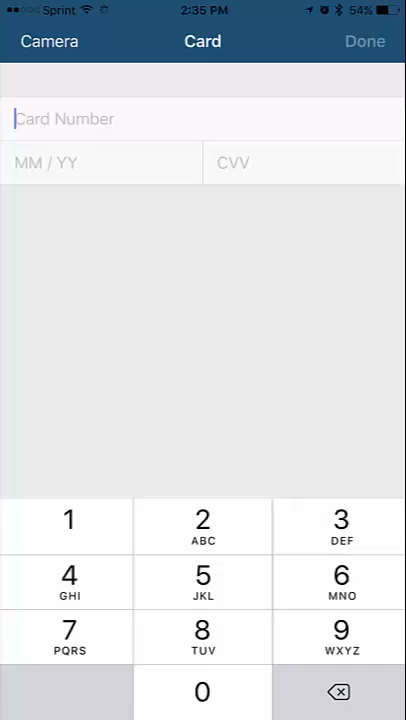 Sprint 2:35 PM 54%
Camera Card Done
Card Number
MM / YY CVV
1 2 3
ABC DEF
4 5 6
GHI JKL MNO
7 8 9
PQRS TUV WXYZ
0